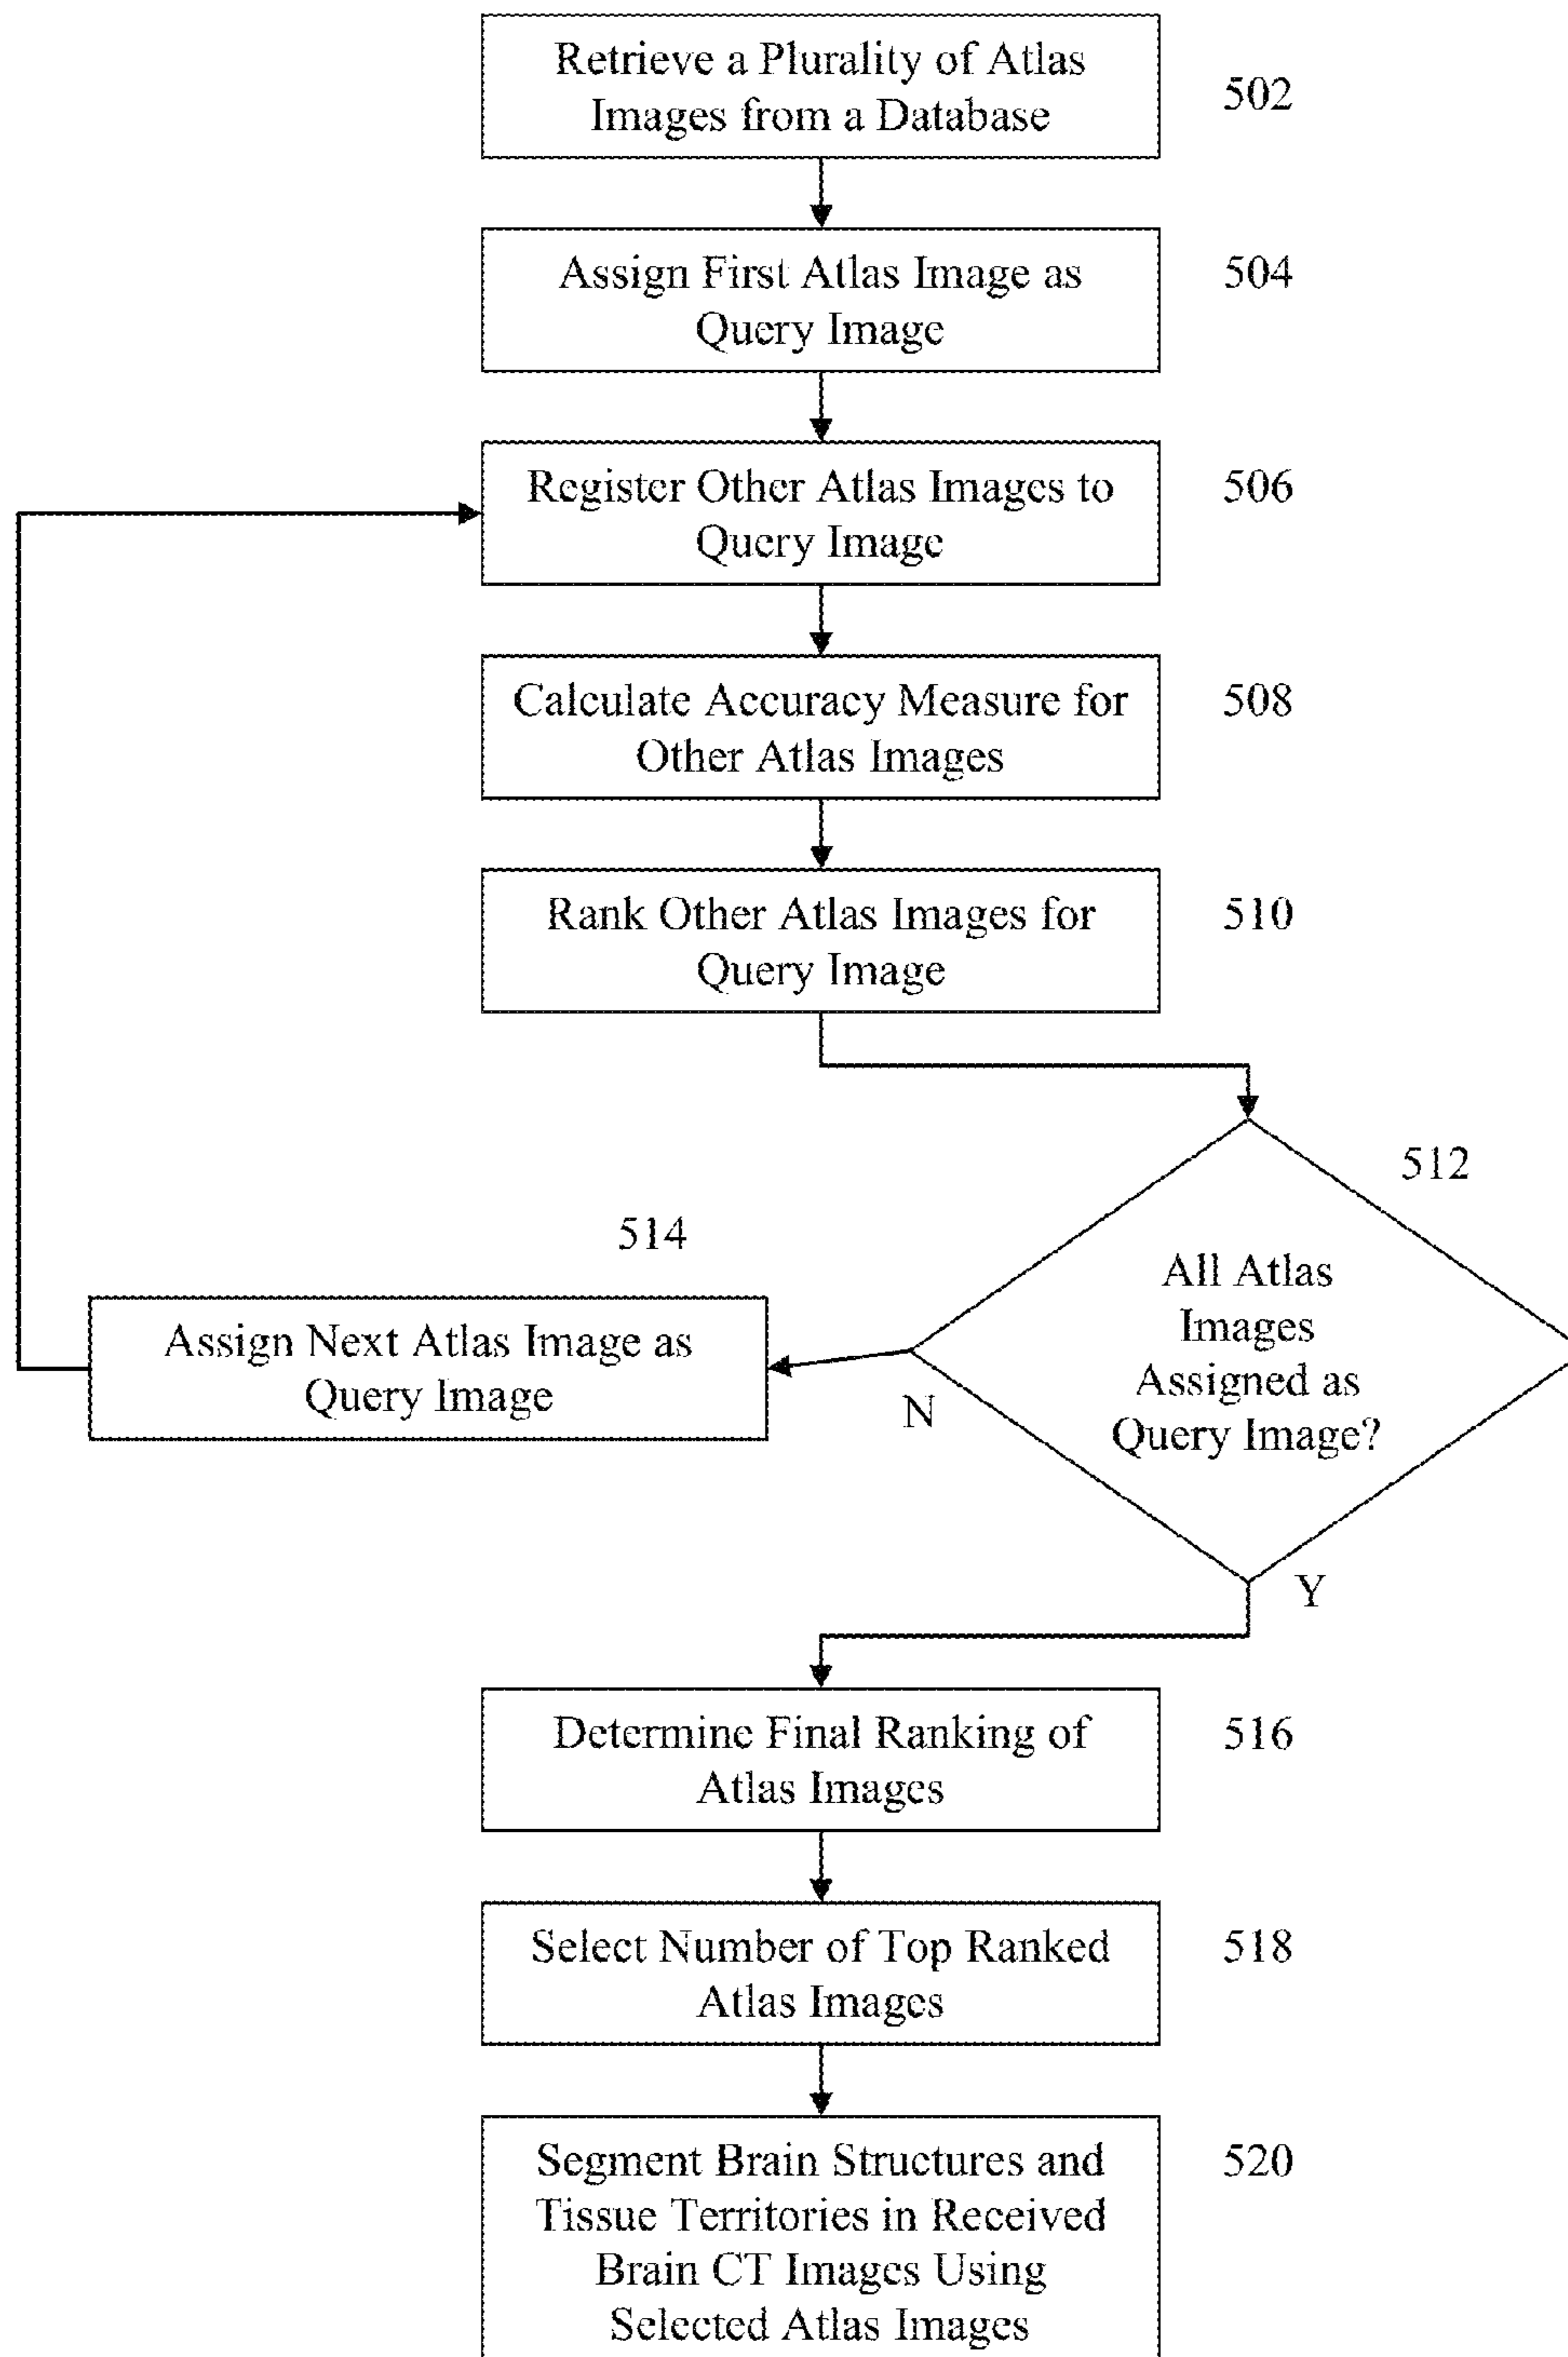 Retrieve a Plurality of Atlas
Images from a Database
502
Assign First Atlas Image as
Query Image
504
Register Other Atlas Images to
Query Image
506
Calculate Accuracy Measure for
Other Atlas Images
508
Rank Other Atlas Images for
Query Image
510
512
All Atlas
Images
Assigned as
Query Image?
514
Assign Next Atlas Image as
Query Image
N
Y
Determine Final Ranking of
Atlas Images
516
Select Number of Top Ranked
Atlas Images
518
Segment Brain Structures and
Tissue Territories in Received
Brain CT Images Using
Selected Atlas Images
520